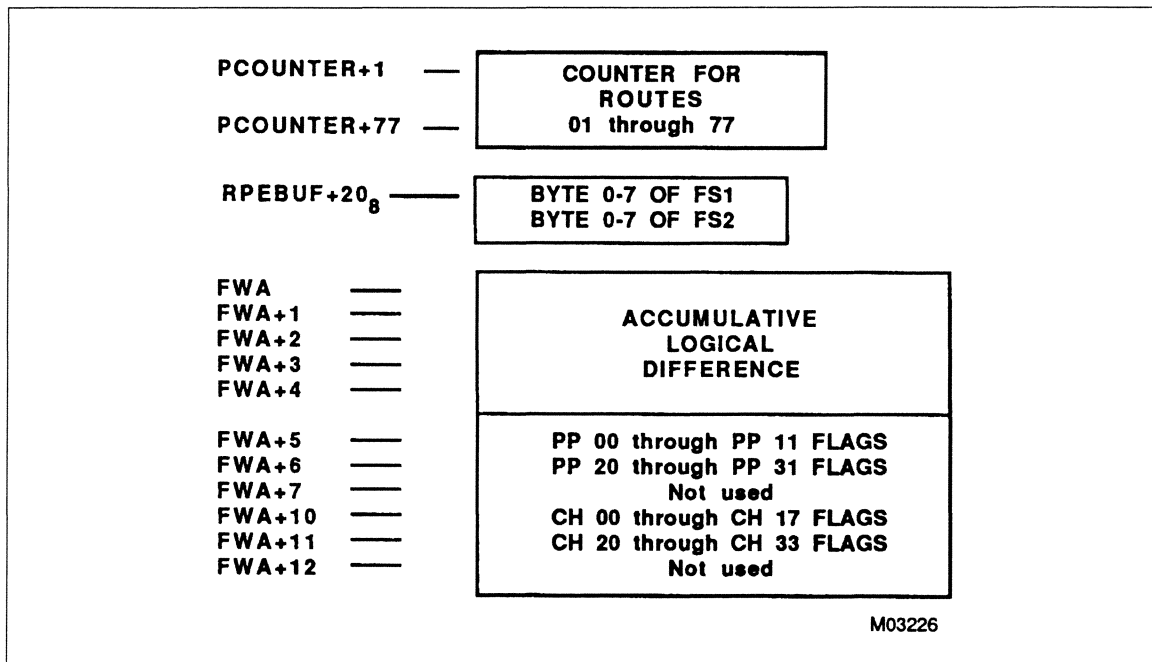 PCOUNTER+1 — COUNTER FOR
ROUTES
PCOUNTER+77 — 01 through 77
RPEBUF+20₈ — BYTE 0-7 OF FS1
BYTE 0-7 OF FS2
FWA —
FWA+1 — ACCUMULATIVE
FWA+2 — LOGICAL
FWA+3 — DIFFERENCE
FWA+4 —
FWA+5 — PP 00 through PP 11 FLAGS
FWA+6 — PP 20 through PP 31 FLAGS
FWA+7 — Not used
FWA+10 — CH 00 through CH 17 FLAGS
FWA+11 — CH 20 through CH 33 FLAGS
FWA+12 — Not used
M03226